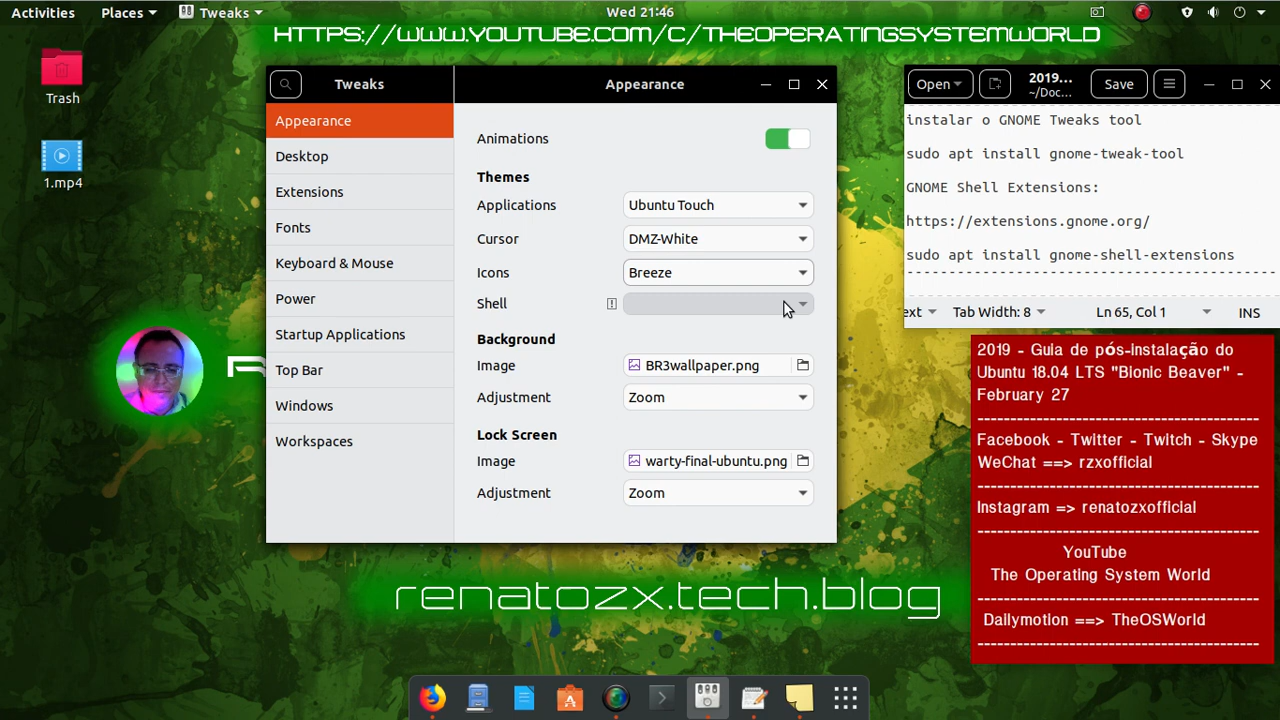 Activities
Places
Tweaks
Wed 21:46
HTTPS://WWW.YOUTUBE.COM/C/THEOPERATINGSYSTEMWORLD
Trash
1.mp4
Tweaks
Appearance
Appearance
Desktop
Extensions
Fonts
Keyboard & Mouse
Power
Startup Applications
Top Bar
Windows
Workspaces
Animations
Themes
Applications
Ubuntu Touch
Cursor
DMZ-White
Icons
Breeze
Shell
Background
Image
BR3wallpaper.png
Adjustment
Zoom
Lock Screen
Image
warty-final-ubuntu.png
Adjustment
Zoom
Open
2019...
~/Doc...
Save
instalar o GNOME Tweaks tool
sudo apt install gnome-tweak-tool
GNOME Shell Extensions:
https://extensions.gnome.org/
sudo apt install gnome-shell-extensions
----------------------------------------
ext
Tab Width: 8
Ln 65, Col 1
INS
2019 - Guia de pós-instalação do
Ubuntu 18.04 LTS "Bionic Beaver" -
February 27
-------------------------------------------
Facebook - Twitter - Twitch - Skype
WeChat ==> rzxofficial
-------------------------------------------
Instagram => renatozxofficial
-------------------------------------------
YouTube
The Operating System World
-------------------------------------------
Dailymotion ==> TheOSWorld
-------------------------------------------
R
renatozx.tech.blog